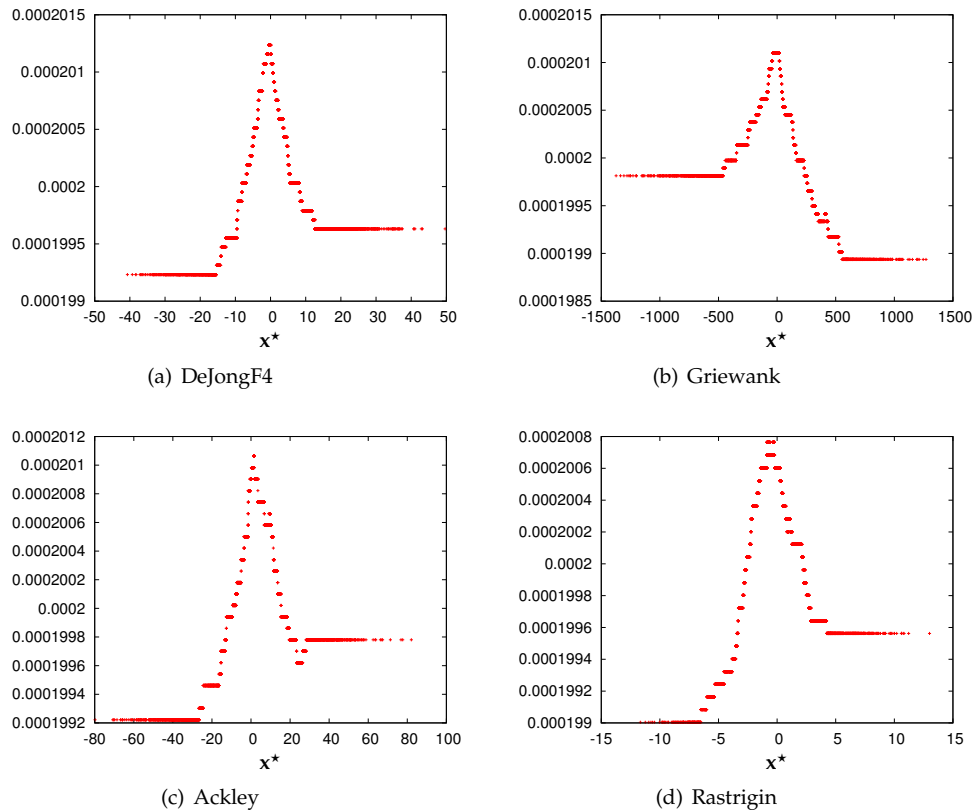 0.0002015
0.000201
0.0002005
0.0002
0.0001995
0.000199
-50 -40 -30 -20 -10 0 10 20 30 40 50
x★
(a) DeJongF4
0.0002015
0.000201
0.0002005
0.0002
0.0001995
0.000199
0.0001985
-1500 -1000 -500 0 500 1000 1500
x★
(b) Griewank
0.0002012
0.000201
0.0002008
0.0002006
0.0002004
0.0002002
0.0002
0.0001998
0.0001996
0.0001994
0.0001992
-80 -60 -40 -20 0 20 40 60 80 100
x★
(c) Ackley
0.0002008
0.0002006
0.0002004
0.0002002
0.0002
0.0001998
0.0001996
0.0001994
0.0001992
0.000199
-15 -10 -5 0 5 10 15
x★
(d) Rastrigin